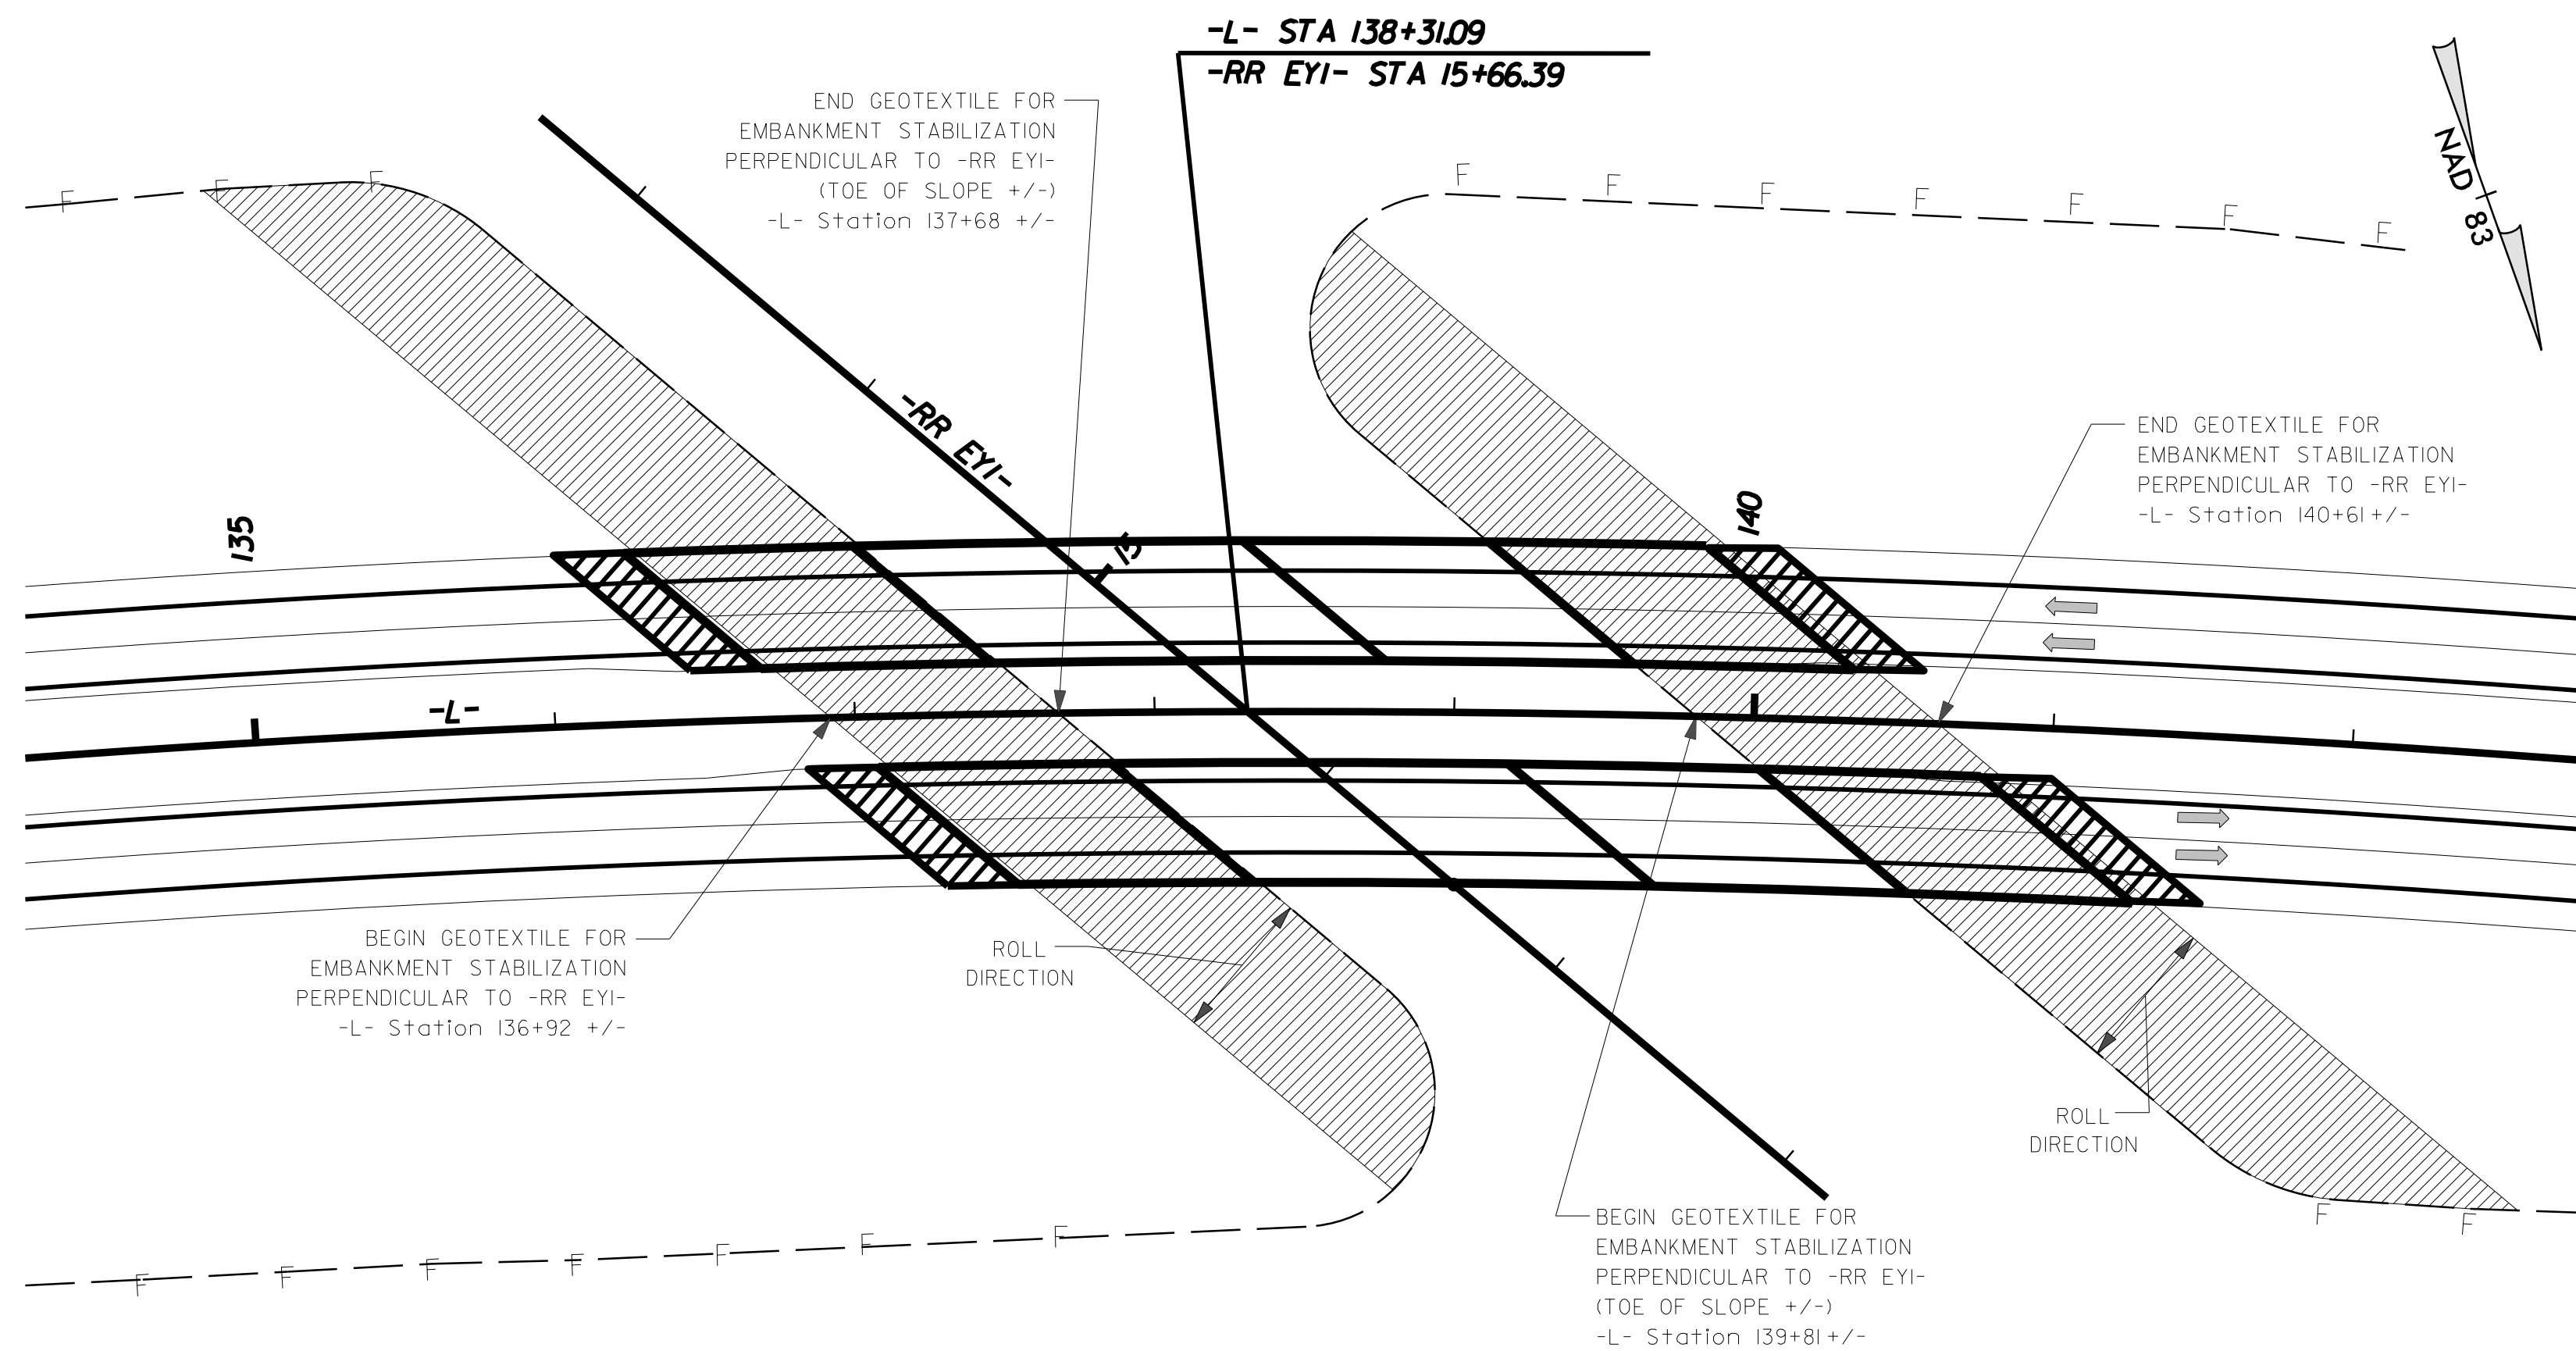 -L- STA 138+31.09
-RR EY1- STA 15+66.39
END GEOTEXTILE FOR
EMBANKMENT STABILIZATION
PERPENDICULAR TO -RR EY1-
(TOE OF SLOPE +/-)
-L- Station 137+68 +/-
NAD 83
F
F
F
F
F
F
F
F
F
F
-RR EY1-
15
END GEOTEXTILE FOR
EMBANKMENT STABILIZATION
PERPENDICULAR TO -RR EY1-
-L- Station 140+61 +/-
135
140
-L-
BEGIN GEOTEXTILE FOR
EMBANKMENT STABILIZATION
PERPENDICULAR TO -RR EY1-
-L- Station 136+92 +/-
ROLL
DIRECTION
ROLL
DIRECTION
BEGIN GEOTEXTILE FOR
EMBANKMENT STABILIZATION
PERPENDICULAR TO -RR EY1-
(TOE OF SLOPE +/-)
-L- Station 139+81 +/-
F
F
F
F
F
F
F
F
F